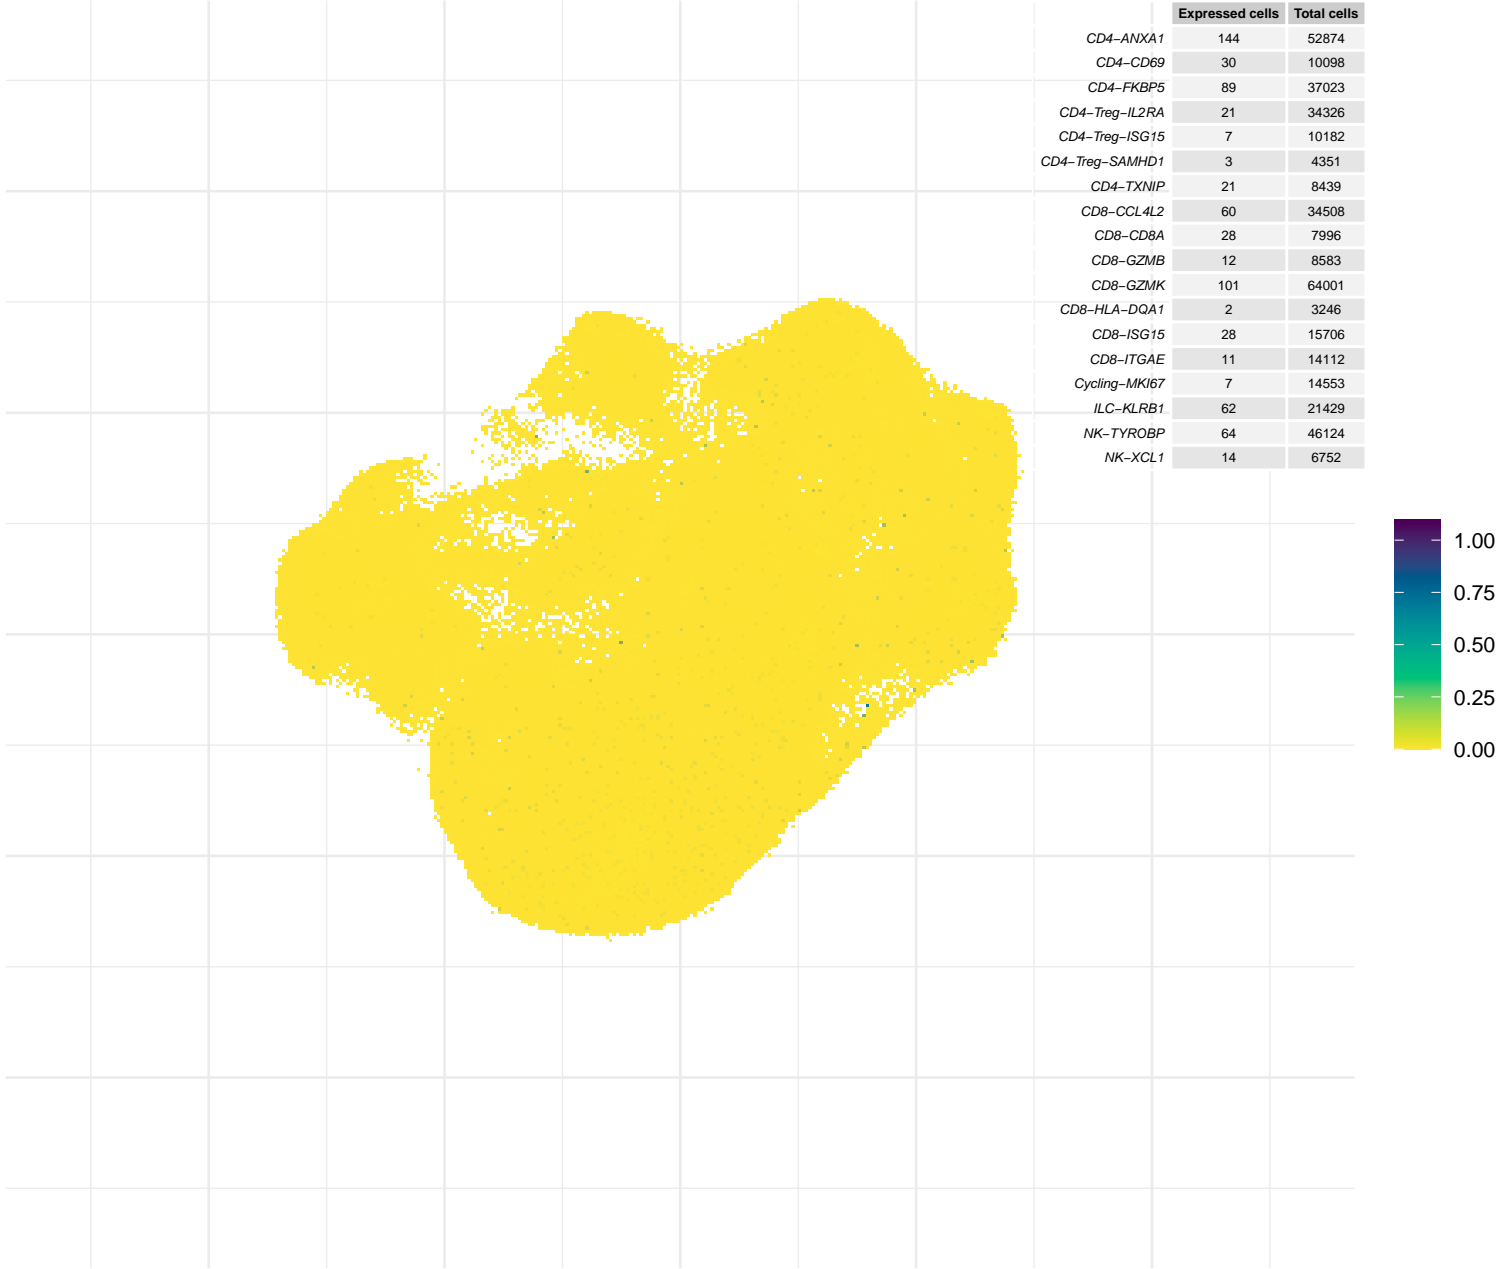 Expressed cells Total cells
CD4−ANXA1 144 52874
CD4−CD69 30 10098
CD4−FKBP5 89 37023
CD4−Treg−IL2RA 21 34326
CD4−Treg−ISG15 7 10182
CD4−Treg−SAMHD1 3 4351
CD4−TXNIP 21 8439
CD8−CCL4L2 60 34508
CD8−CD8A 28 7996
CD8−GZMB 12 8583
CD8−GZMK 101 64001
CD8−HLA−DQA1 2 3246
CD8−ISG15 28 15706
CD8−ITGAE 11 14112
Cycling−MKI67 7 14553
ILC−KLRB1 62 21429
NK−TYROBP 64 46124
NK−XCL1 14 6752
1.00
0.75
0.50
0.25
0.00